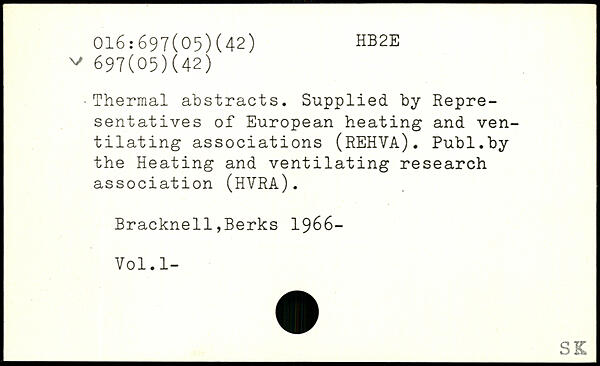 016:697(05)(42) HB2E
✓ 697(05)(42)
Thermal abstracts. Supplied by Repre-
sentatives of European heating and ven-
tilating associations (REHVA). Publ.by
the Heating and ventilating research
association (HVRA).
Bracknell,Berks 1966-
Vol.1-
SK